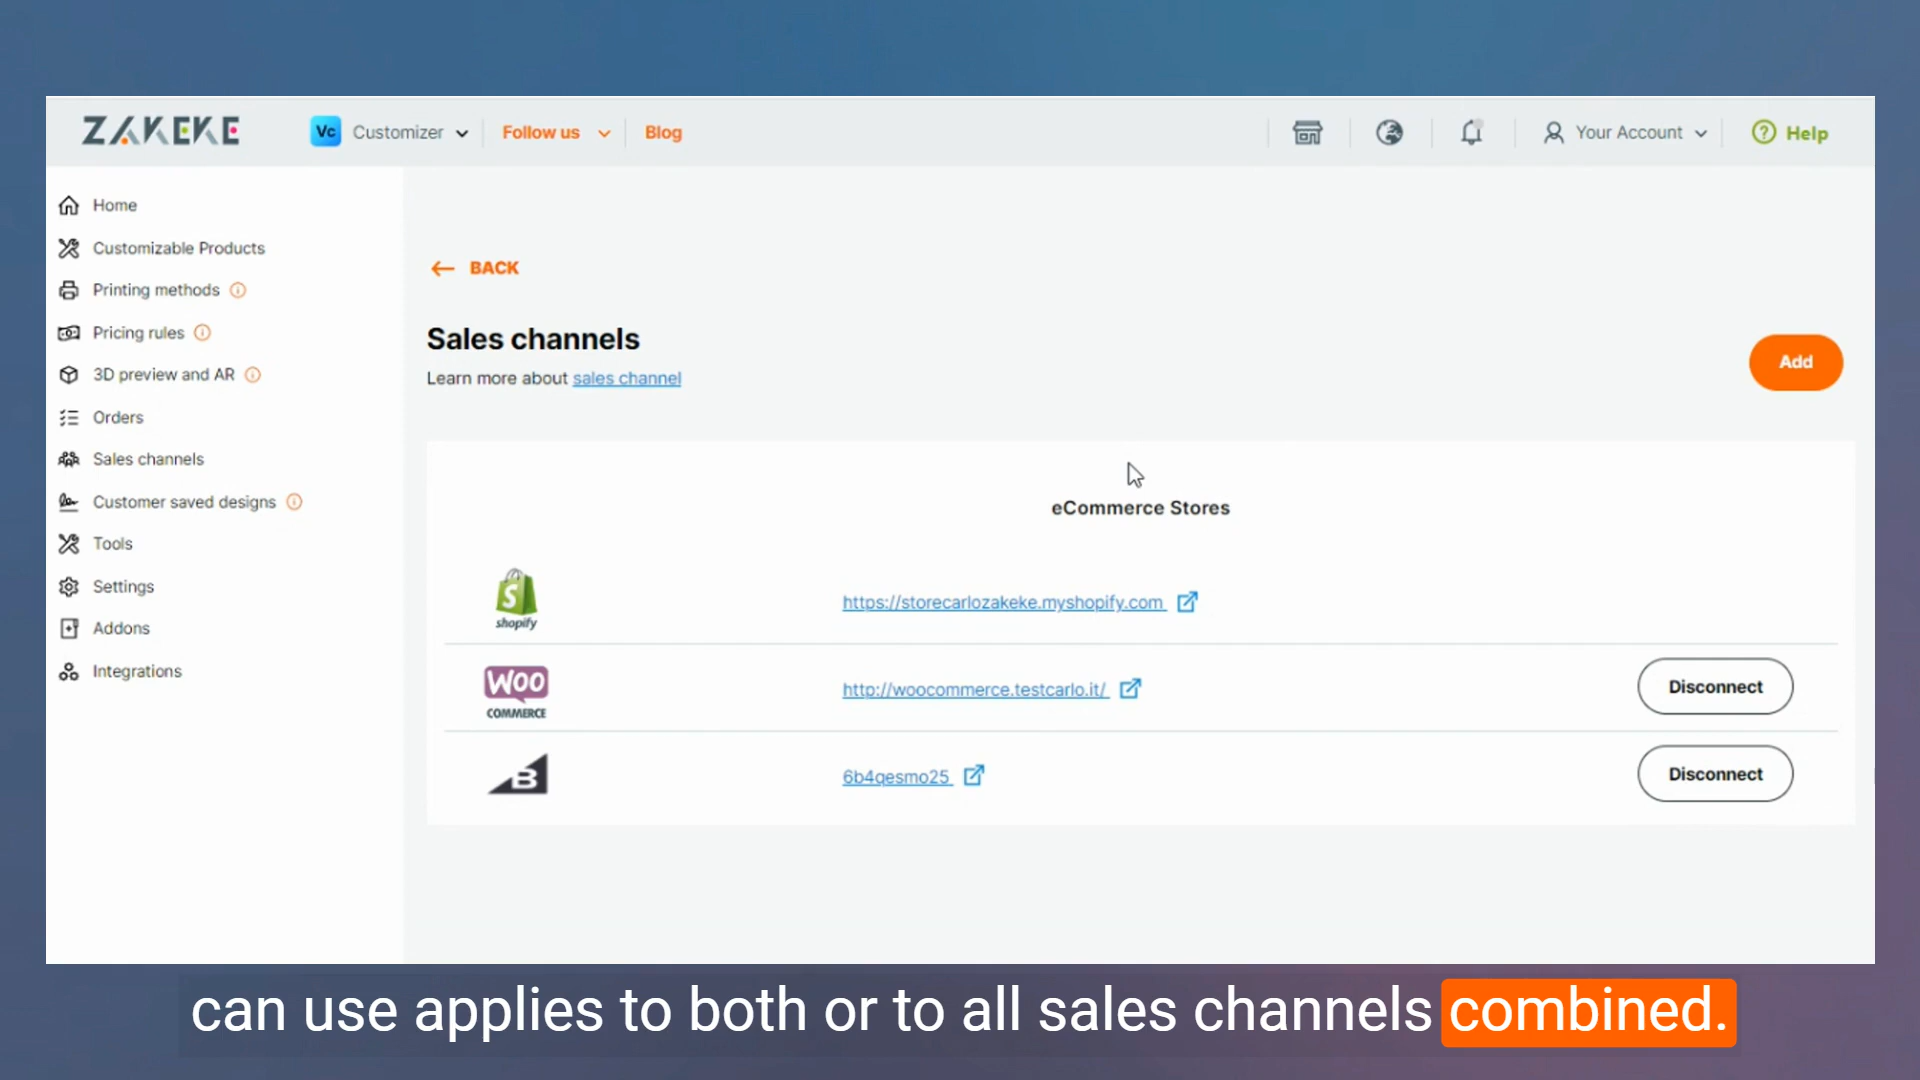 ZAKEKE
Vc Customizer
Follow us
Blog
Your Account
Help
Home
Customizable Products
Printing methods
Pricing rules
3D preview and AR
Orders
Sales channels
Customer saved designs
Tools
Settings
Addons
Integrations
BACK
Sales channels
Learn more about sales channel
Add
eCommerce Stores
shopify
https://storecarlozakeke.myshopify.com
WOO
COMMERCE
http://woocommerce.testcarlo.it/
Disconnect
B
6b4qesmo25
Disconnect
can use applies to both or to all sales channels combined.